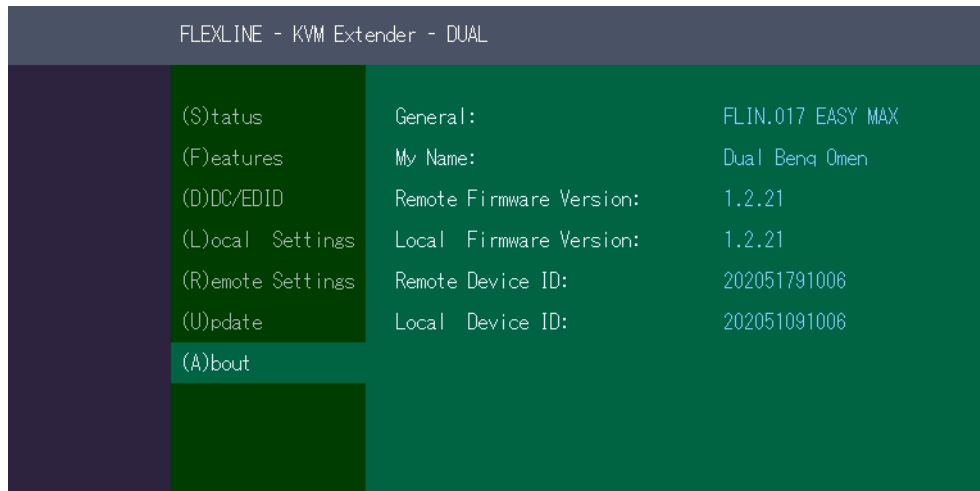 FLEXLINE - KVM Extender - DUAL
(S)tatus
(F)eatures
(D)DC/EDID
(L)ocal Settings
(R)emote Settings
(U)pdate
(A)bout
General: FLIN.017 EASY MAX
My Name: Dual Benq Omen
Remote Firmware Version: 1.2.21
Local Firmware Version: 1.2.21
Remote Device ID: 202051791006
Local Device ID: 202051091006